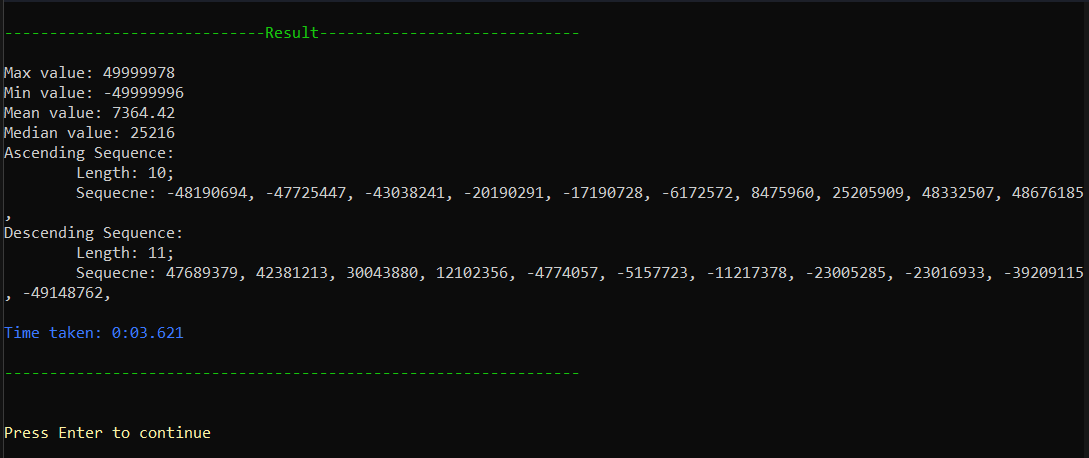 -----------------------------Result-----------------------------
Max value: 49999978
Min value: -49999996
Mean value: 7364.42
Median value: 25216
Ascending Sequence:
        Length: 10;
        Sequecne: -48190694, -47725447, -43038241, -20190291, -17190728, -6172572, 8475960, 25205909, 48332507, 48676185
,
Descending Sequence:
        Length: 11;
        Sequecne: 47689379, 42381213, 30043880, 12102356, -4774057, -5157723, -11217378, -23005285, -23016933, -39209115
, -49148762,
Time taken: 0:03.621
----------------------------------------------------------------
Press Enter to continue